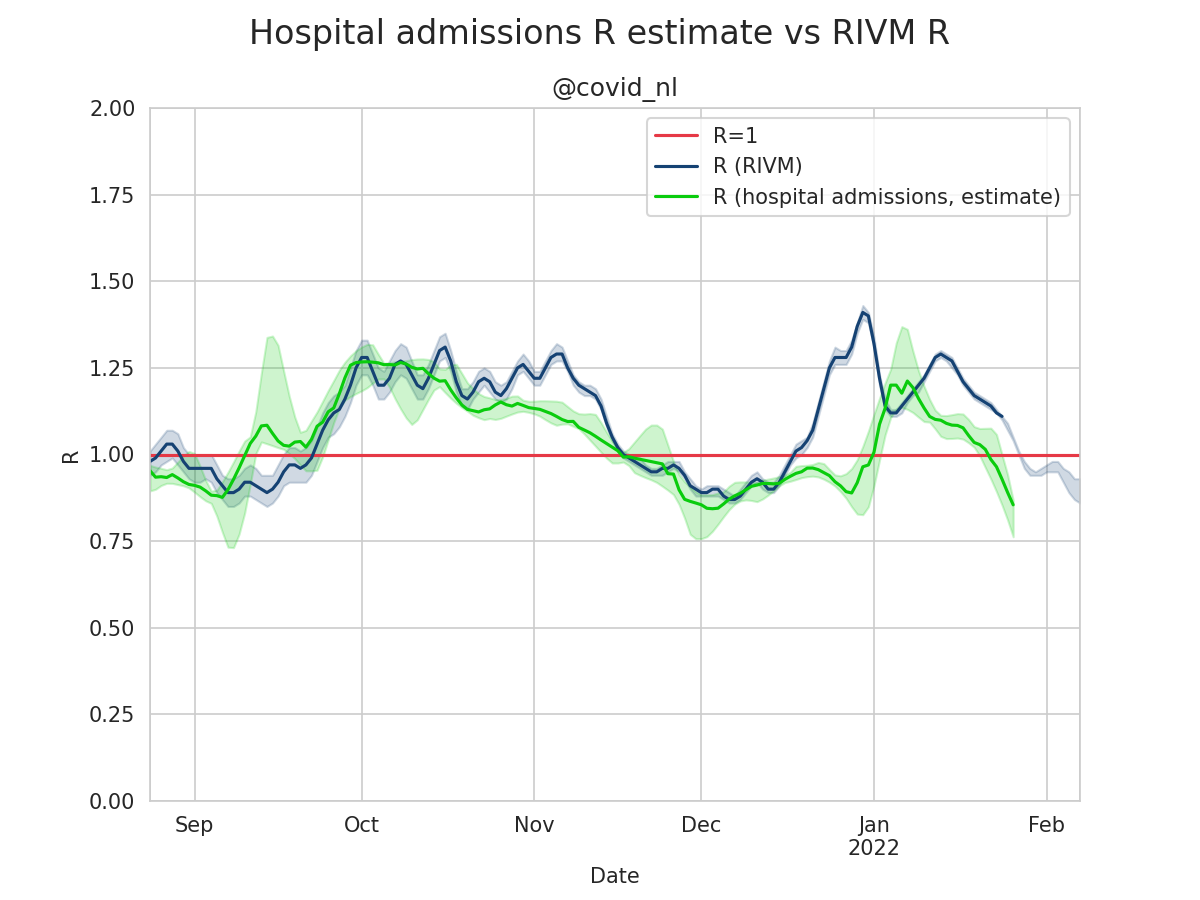 Hospital admissions R estimate vs RIVM R
@covid_nl
R=1
R (RIVM)
R (hospital admissions, estimate)
2.00
1.75
1.50
1.25
1.00
0.75
0.50
0.25
0.00
R
Sep Oct Nov Dec Jan Feb
2022
Date